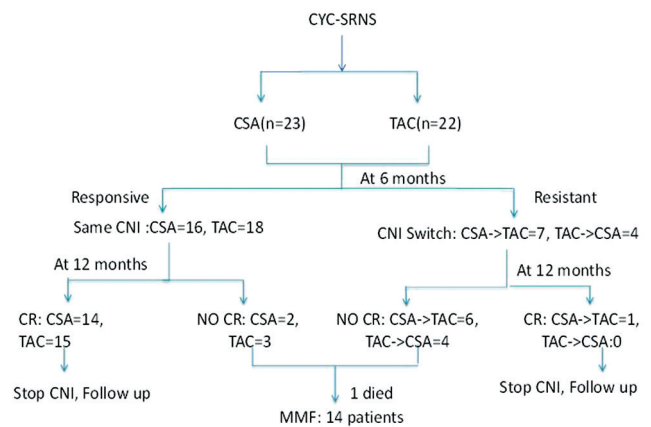 CYC-SRNS
CSA(n=23)
TAC(n=22)
At 6 months
Responsive
Resistant
Same CNI :CSA=16, TAC=18
CNI Switch: CSA->TAC=7, TAC->CSA=4
At 12 months
At 12 months
CR: CSA=14,
TAC=15
NO CR: CSA=2,
TAC=3
NO CR: CSA->TAC=6,
TAC->CSA=4
CR: CSA->TAC=1,
TAC->CSA:0
Stop CNI, Follow up
Stop CNI, Follow up
1 died
MMF: 14 patients